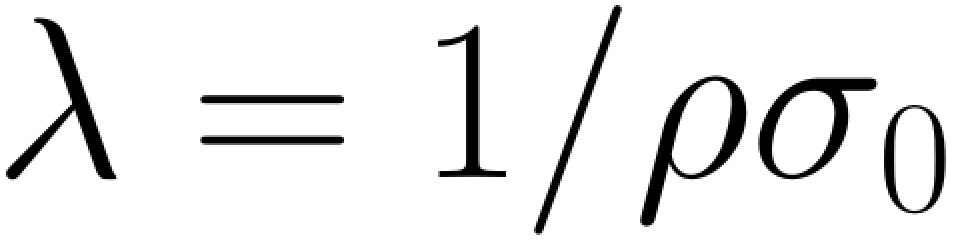 λ = 1/ρσ₀